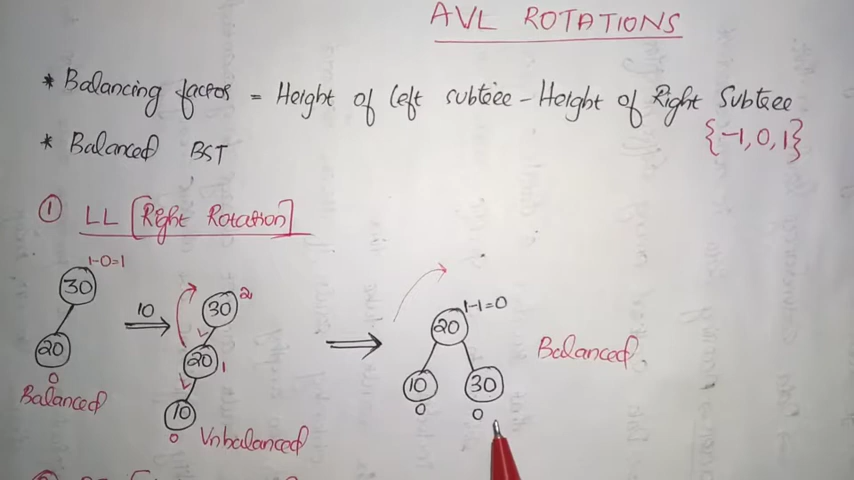 AVL ROTATIONS
* Balancing factor = Height of left subtree - Height of Right Subtree
{-1, 0, 1}
* Balanced BST
① LL [Right Rotation]
1-0=1
30
20
0
Balanced
10
30 2
20 1
10
0
Unbalanced
1-1=0
20
10 30
0 0
Balanced